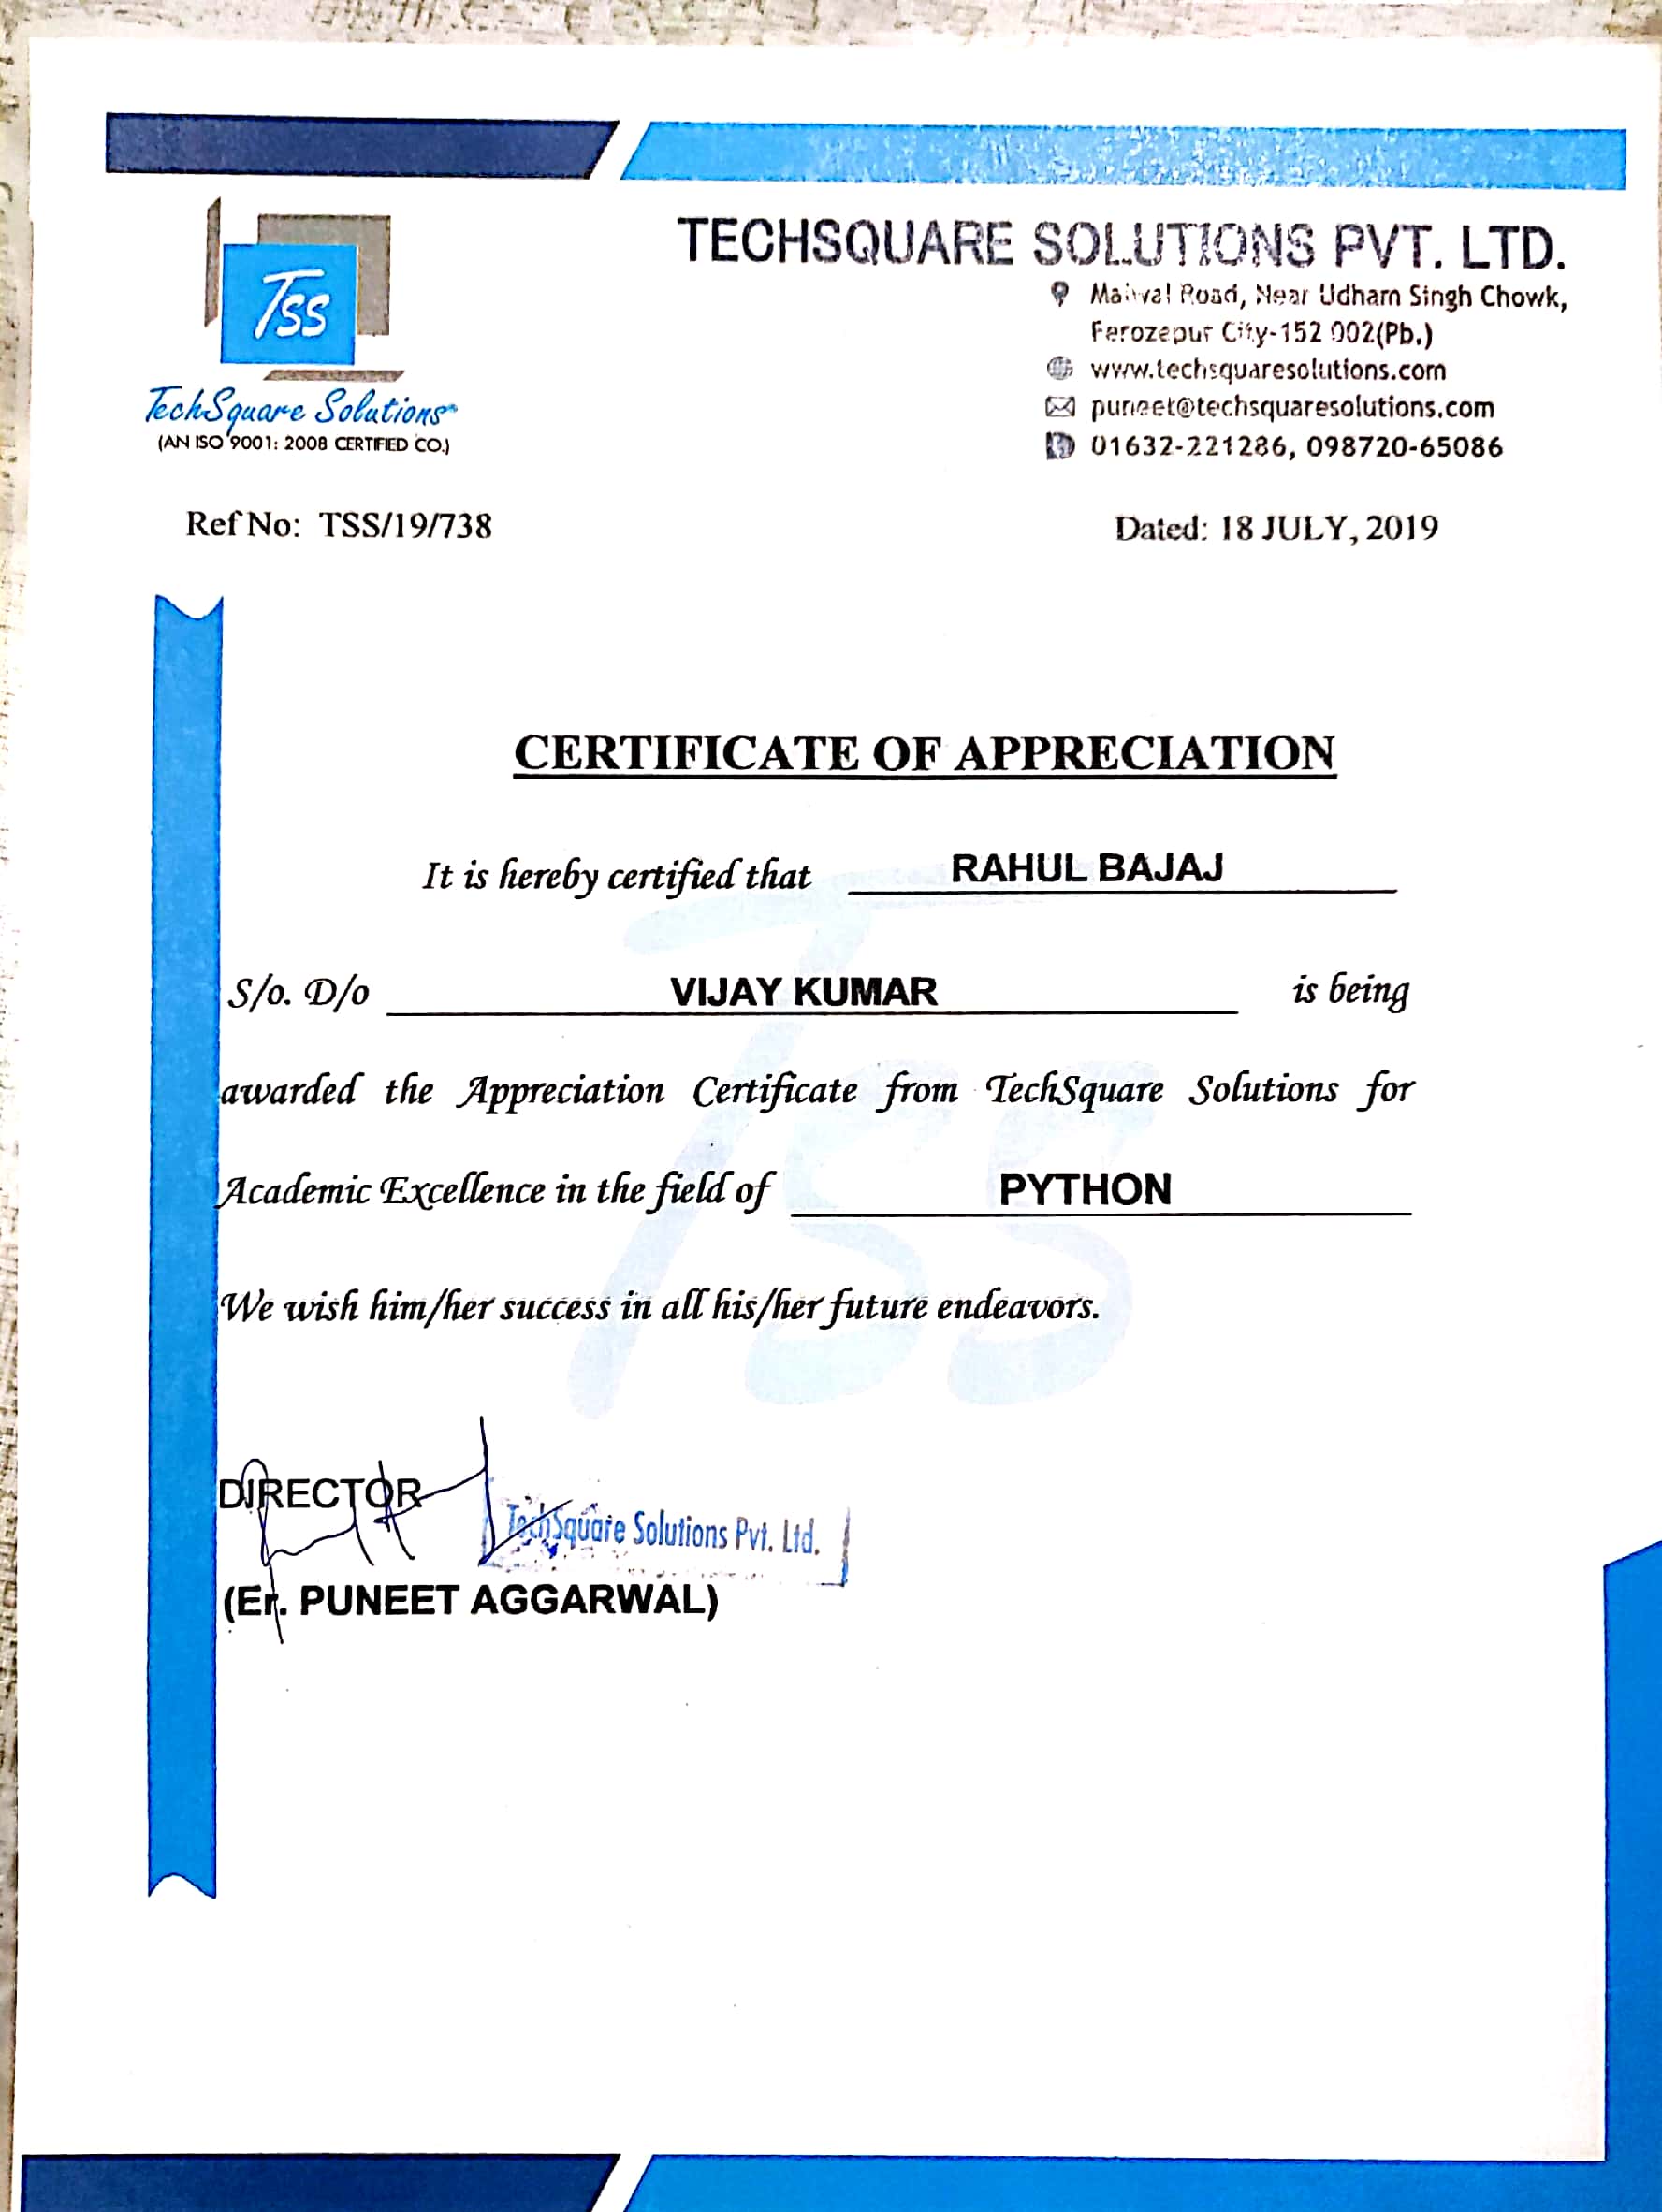 TSS
TechSquare Solutions
(AN ISO 9001: 2008 CERTIFIED CO.)
TECHSQUARE SOLUTIONS PVT. LTD.
Malwal Road, Near Udham Singh Chowk,
Ferozepur City-152 002(Pb.)
www.techsquaresolutions.com
puneet@techsquaresolutions.com
01632-221286, 098720-65086
Ref No: TSS/19/738
Dated: 18 JULY, 2019
CERTIFICATE OF APPRECIATION
It is hereby certified that RAHUL BAJAJ
S/o. D/o VIJAY KUMAR is being
awarded the Appreciation Certificate from TechSquare Solutions for
Academic Excellence in the field of PYTHON
We wish him/her success in all his/her future endeavors.
TSS
DIRECTOR
TechSquare Solutions Pvt. Ltd.
(Er. PUNEET AGGARWAL)